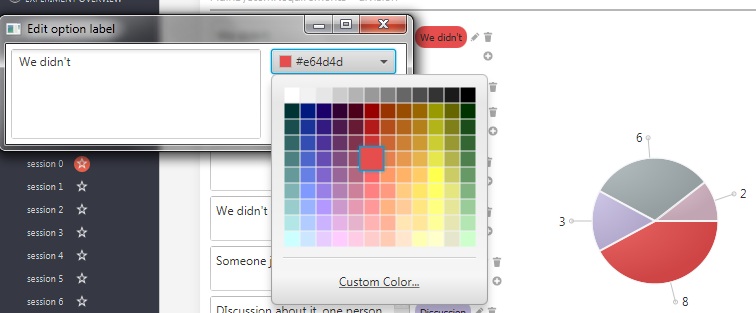 EXPERIMENT OVERVIEW
Edit option label
We didn't
#e64d4d
We didn't
session 0
session 1
session 2
session 3
session 4
session 5
session 6
We didn't
Someone j
DIscussion about it, one person
Custom Color...
Discussion
6
2
3
8